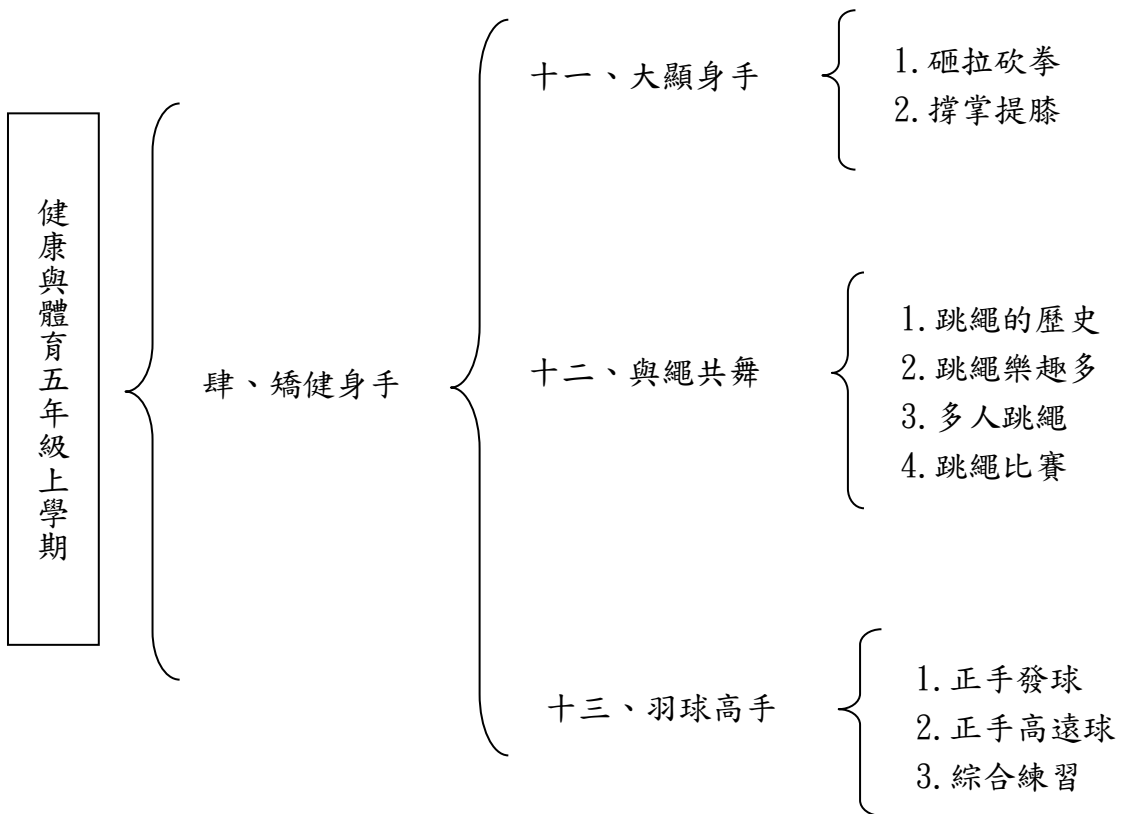 健康與體育五年級上學期
肆、矯健身手
十一、大顯身手
1.砸拉砍拳
2.撐掌提膝
十二、與繩共舞
1.跳繩的歷史
2.跳繩樂趣多
3.多人跳繩
4.跳繩比賽
十三、羽球高手
1.正手發球
2.正手高遠球
3.綜合練習